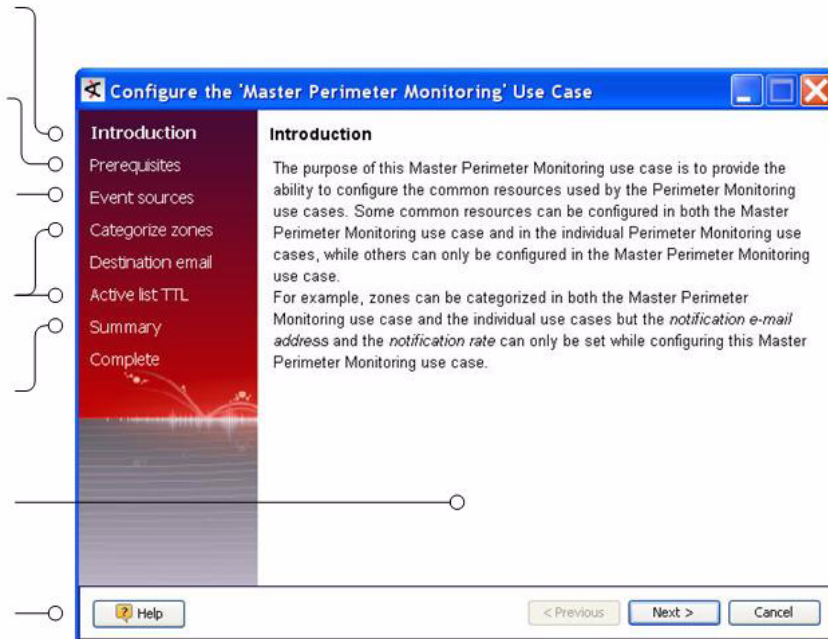 Configure the 'Master Perimeter Monitoring' Use Case
Introduction
Prerequisites
Event sources
Categorize zones
Destination email
Active list TTL
Summary
Complete
Introduction
The purpose of this Master Perimeter Monitoring use case is to provide the
ability to configure the common resources used by the Perimeter Monitoring
use cases. Some common resources can be configured in both the Master
Perimeter Monitoring use case and in the individual Perimeter Monitoring use
cases, while others can only be configured in the Master Perimeter Monitoring
use case.
For example, zones can be categorized in both the Master Perimeter
Monitoring use case and the individual use cases but the notification e-mail
address and the notification rate can only be set while configuring this Master
Perimeter Monitoring use case.
Help
< Previous
Next >
Cancel